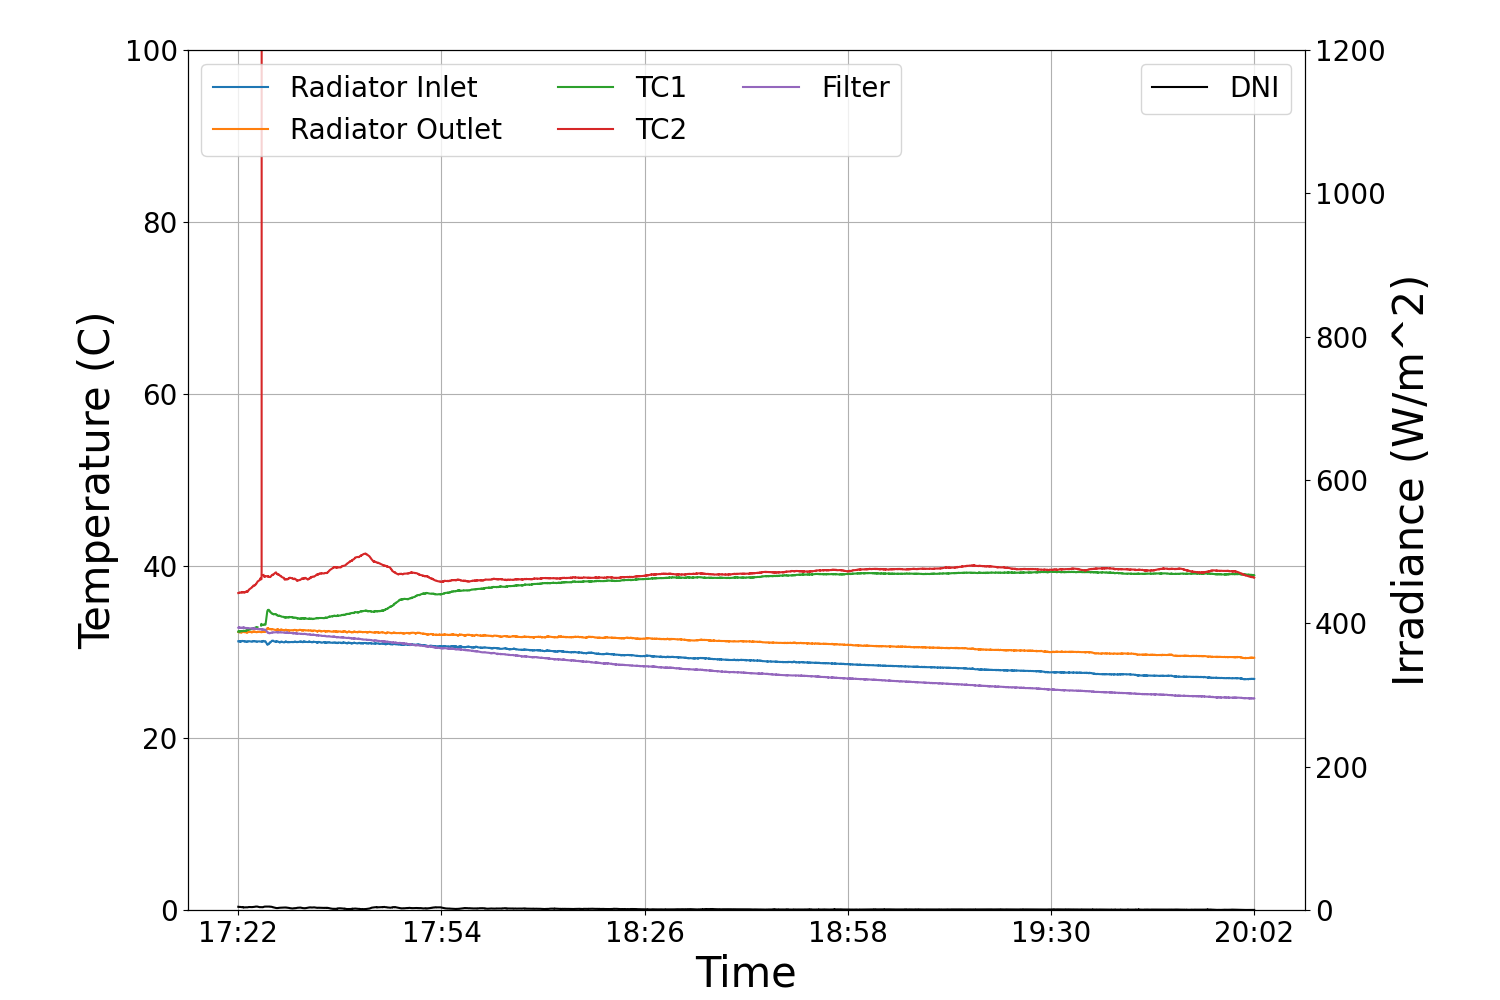 Radiator Inlet
Radiator Outlet
TC1
TC2
Filter
DNI
Temperature (C)
100
80
60
40
20
0
1200
1000
800
600
400
200
0
Irradiance (W/m^2)
17:22 17:54 18:26 18:58 19:30 20:02
Time